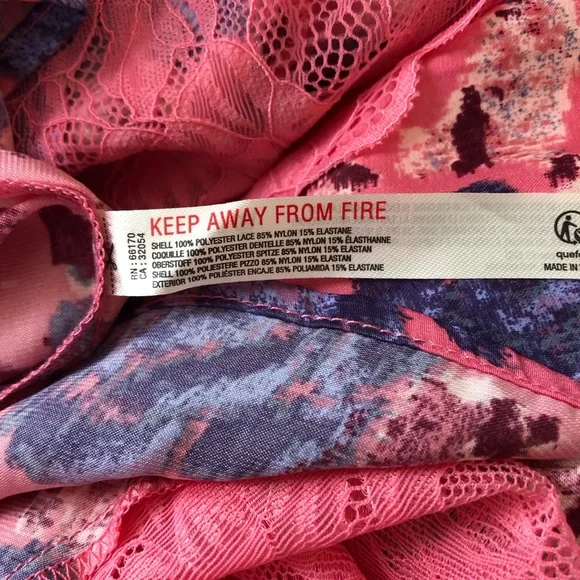 RN : 66170
CA : 32054
KEEP AWAY FROM FIRE
SHELL 100% POLYESTER LACE 85% NYLON 15% ELASTANE
COQUILLE 100% POLYESTER DENTELLE 85% NYLON 15% ÉLASTHANNE
OBERSTOFF 100% POLYESTER SPITZE 85% NYLON 15% ELASTAN
SHELL 100% POLIESTERE PIZZO 85% NYLON 15% ELASTAN
EXTERIOR 100% POLIÉSTER ENCAJE 85% POLIAMIDA 15% ELASTANO
quefa
MADE IN